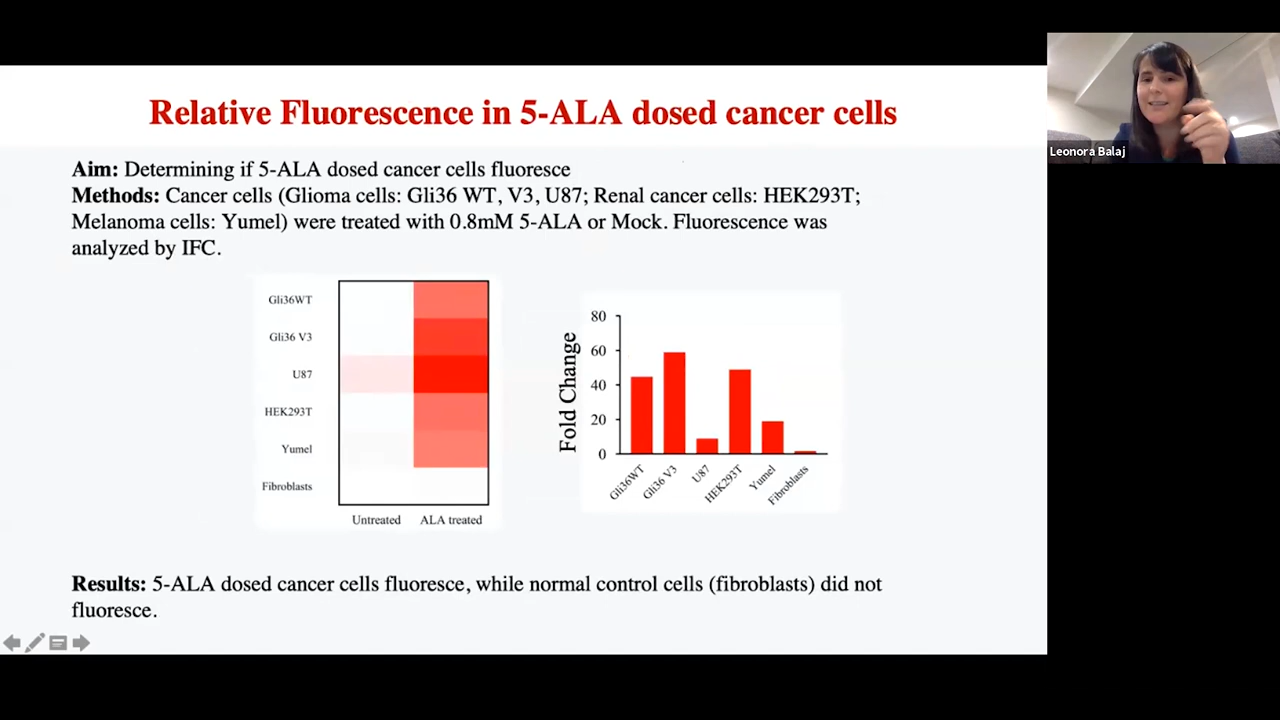 Relative Fluorescence in 5-ALA dosed cancer cells
Leonora Balaj
Aim: Determining if 5-ALA dosed cancer cells fluoresce
Methods: Cancer cells (Glioma cells: Gli36 WT, V3, U87; Renal cancer cells: HEK293T;
Melanoma cells: Yumel) were treated with 0.8mM 5-ALA or Mock. Fluorescence was
analyzed by IFC.
Gli36WT
Gli36 V3
U87
HEK293T
Yumel
Fibroblasts
Untreated ALA treated
Fold Change
80
60
40
20
0
Gli36WT
Gli36 V3
U87
HEK293T
Yumel
Fibroblasts
Results: 5-ALA dosed cancer cells fluoresce, while normal control cells (fibroblasts) did not
fluoresce.